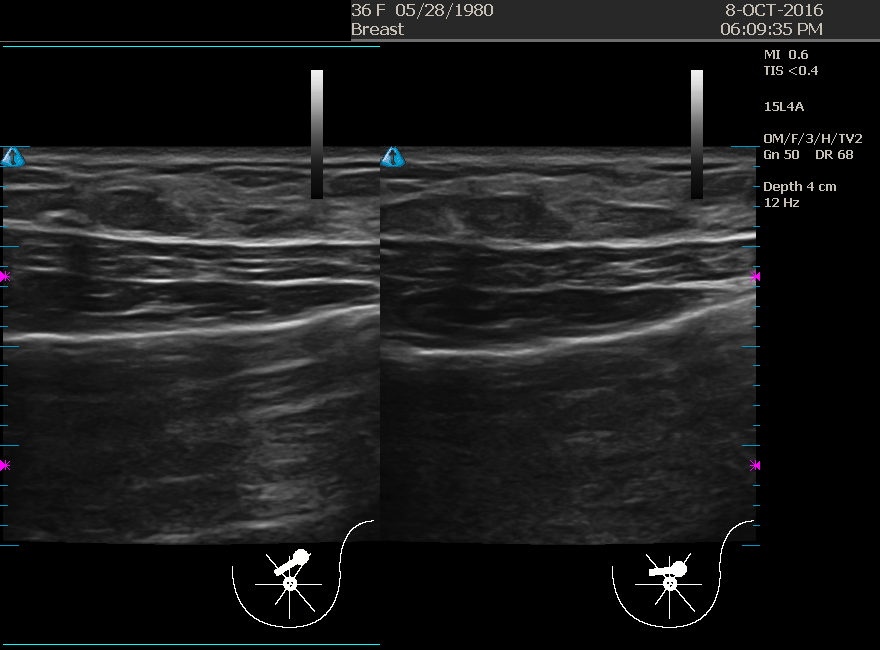 36 F 05/28/1980 8-OCT-2016
Breast 06:09:35 PM
MI 0.6
TIS <0.4
15L4A
OM/F/3/H/TV2
Gn 50 DR 68
Depth 4 cm
12 Hz